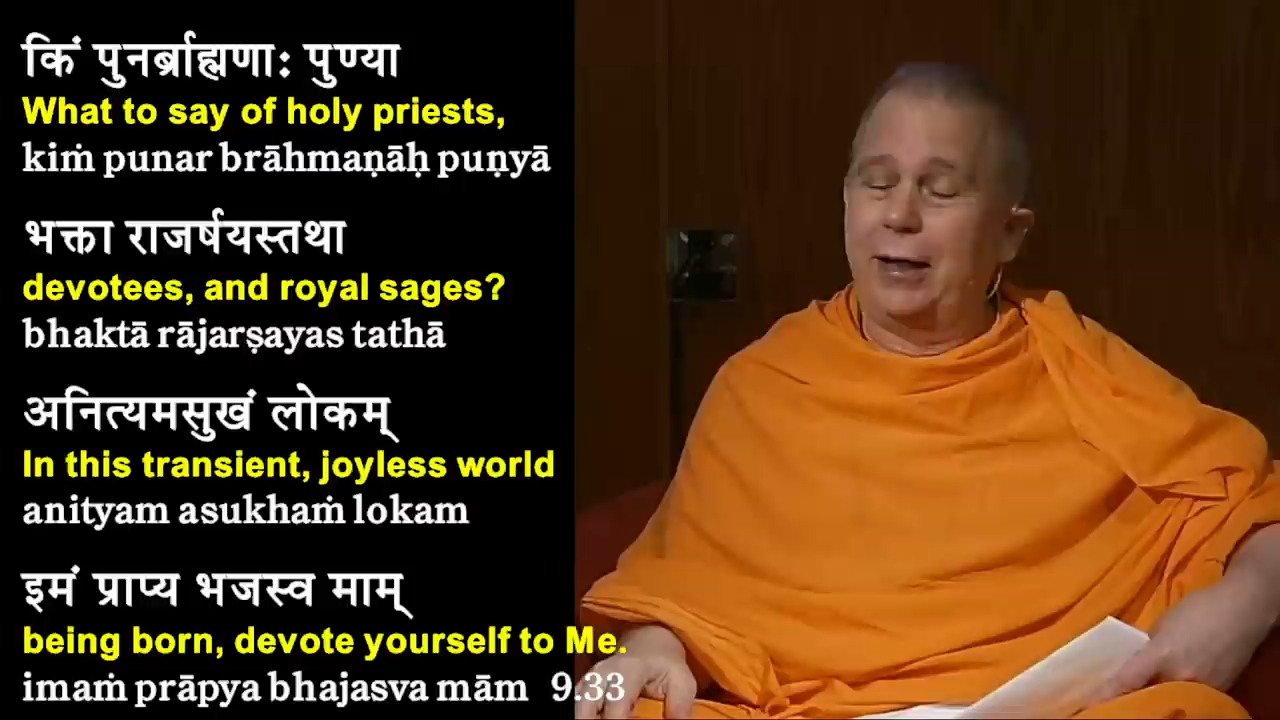 किं पुनर्ब्राह्मणाः पुण्या
What to say of holy priests,
kiṁ punar brāhmaṇāḥ puṇyā
भक्ता राजर्षयस्तथा
devotees, and royal sages?
bhaktā rājarṣayas tathā
अनित्यमसुखं लोकम्
In this transient, joyless world
anityam asukhaṁ lokam
इमं प्राप्य भजस्व माम्
being born, devote yourself to Me.
imaṁ prāpya bhajasva mām 9.33